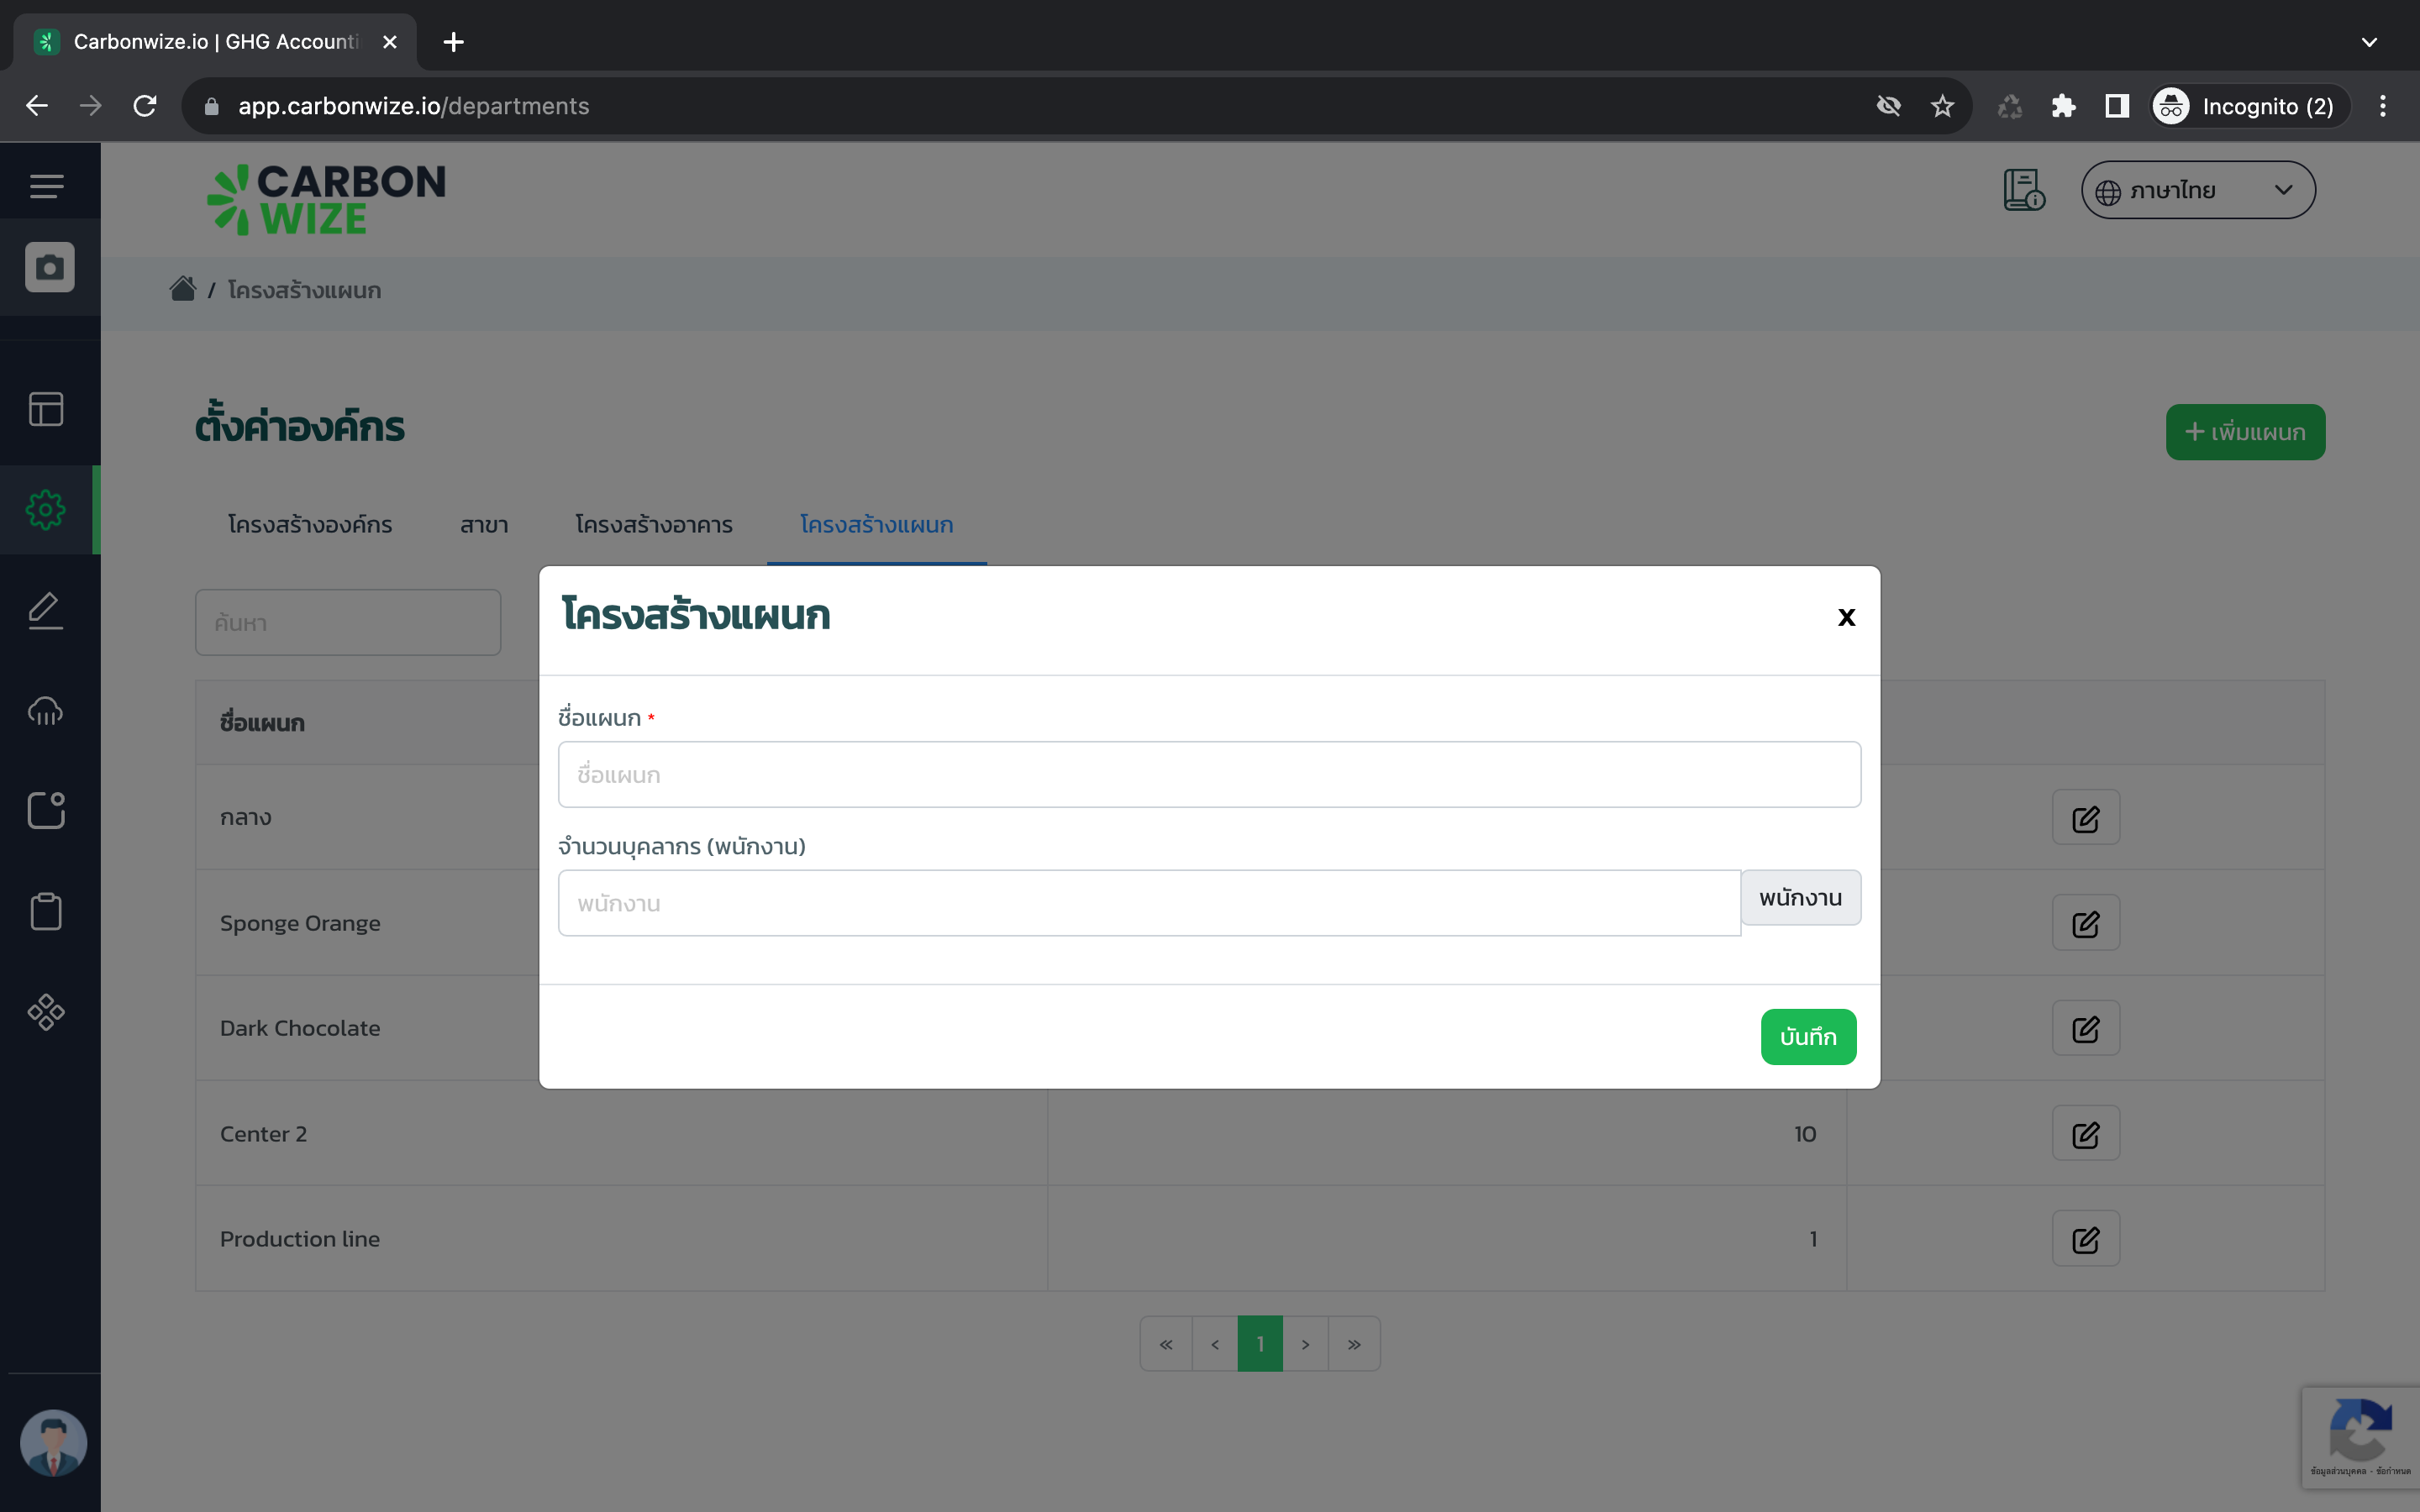 Carbonwize.io | GHG Accounti
app.carbonwize.io/departments
Incognito (2)
CARBON
WIZE
ภาษาไทย
/ โครงสร้างแผนก
ตั้งค่าองค์กร
+ เพิ่มแผนก
โครงสร้างองค์กร สาขา โครงสร้างอาคาร โครงสร้างแผนก
ค้นหา
โครงสร้างแผนก
x
ชื่อแผนก *
ชื่อแผนก
จำนวนบุคลากร (พนักงาน)
พนักงาน พนักงาน
บันทึก
ชื่อแผนก
กลาง
Sponge Orange
Dark Chocolate
Center 2 10
Production line 1
« < 1 > »
ข้อมูลส่วนบุคคล - ข้อกำหนด